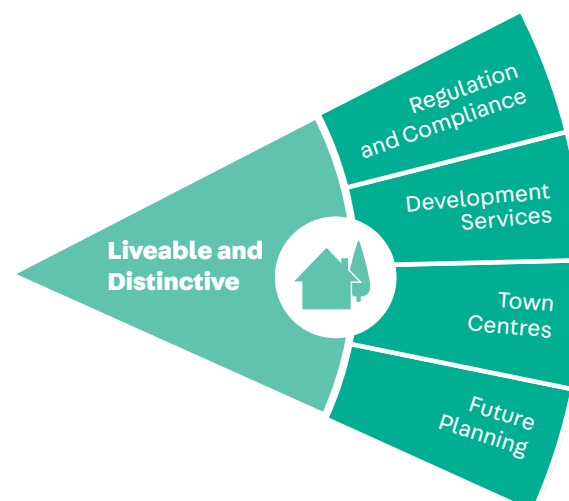 Liveable and
Distinctive
Regulation
and Compliance
Development
Services
Town
Centres
Future
Planning